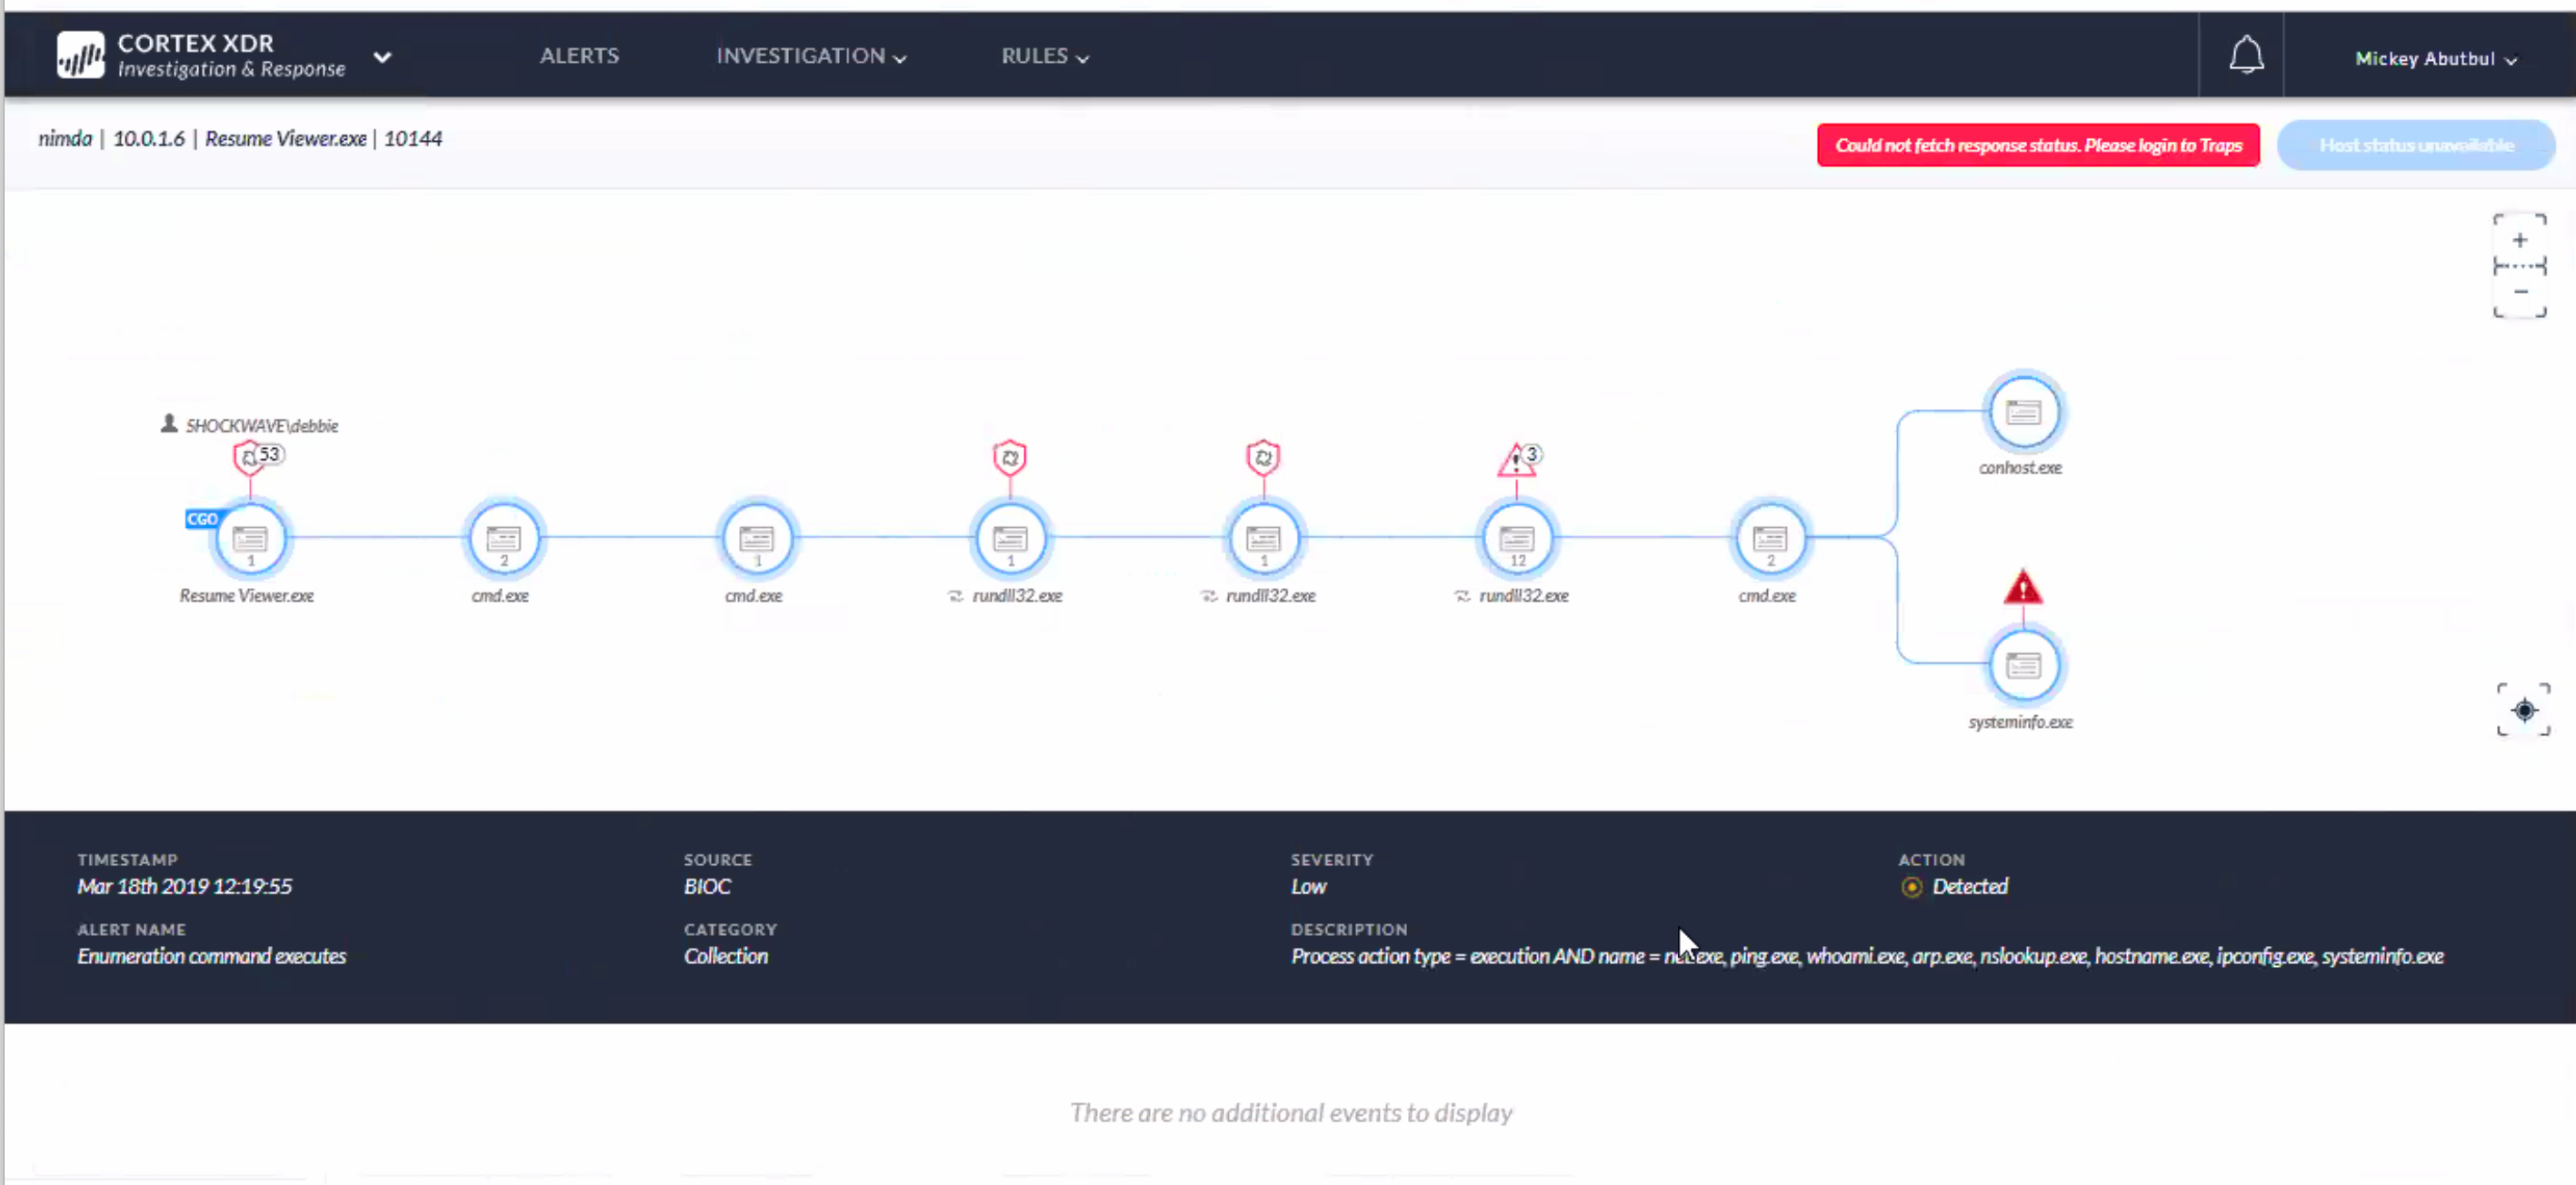 CORTEX XDR
Investigation & Response
ALERTS
INVESTIGATION
RULES
Mickey Abutbul
nimda | 10.0.1.6 | Resume Viewer.exe | 10144
Could not fetch response status. Please login to Traps
Host status unavailable
SHOCKWAVE\debbie
53
3
CGO
1
2
1
1
1
12
2
conhost.exe
Resume Viewer.exe
cmd.exe
cmd.exe
rundll32.exe
rundll32.exe
rundll32.exe
cmd.exe
systeminfo.exe
TIMESTAMP
Mar 18th 2019 12:19:55
SOURCE
BIOC
SEVERITY
Low
ACTION
Detected
ALERT NAME
Enumeration command executes
CATEGORY
Collection
DESCRIPTION
Process action type = execution AND name = net.exe, ping.exe, whoami.exe, arp.exe, nslookup.exe, hostname.exe, ipconfig.exe, systeminfo.exe
There are no additional events to display